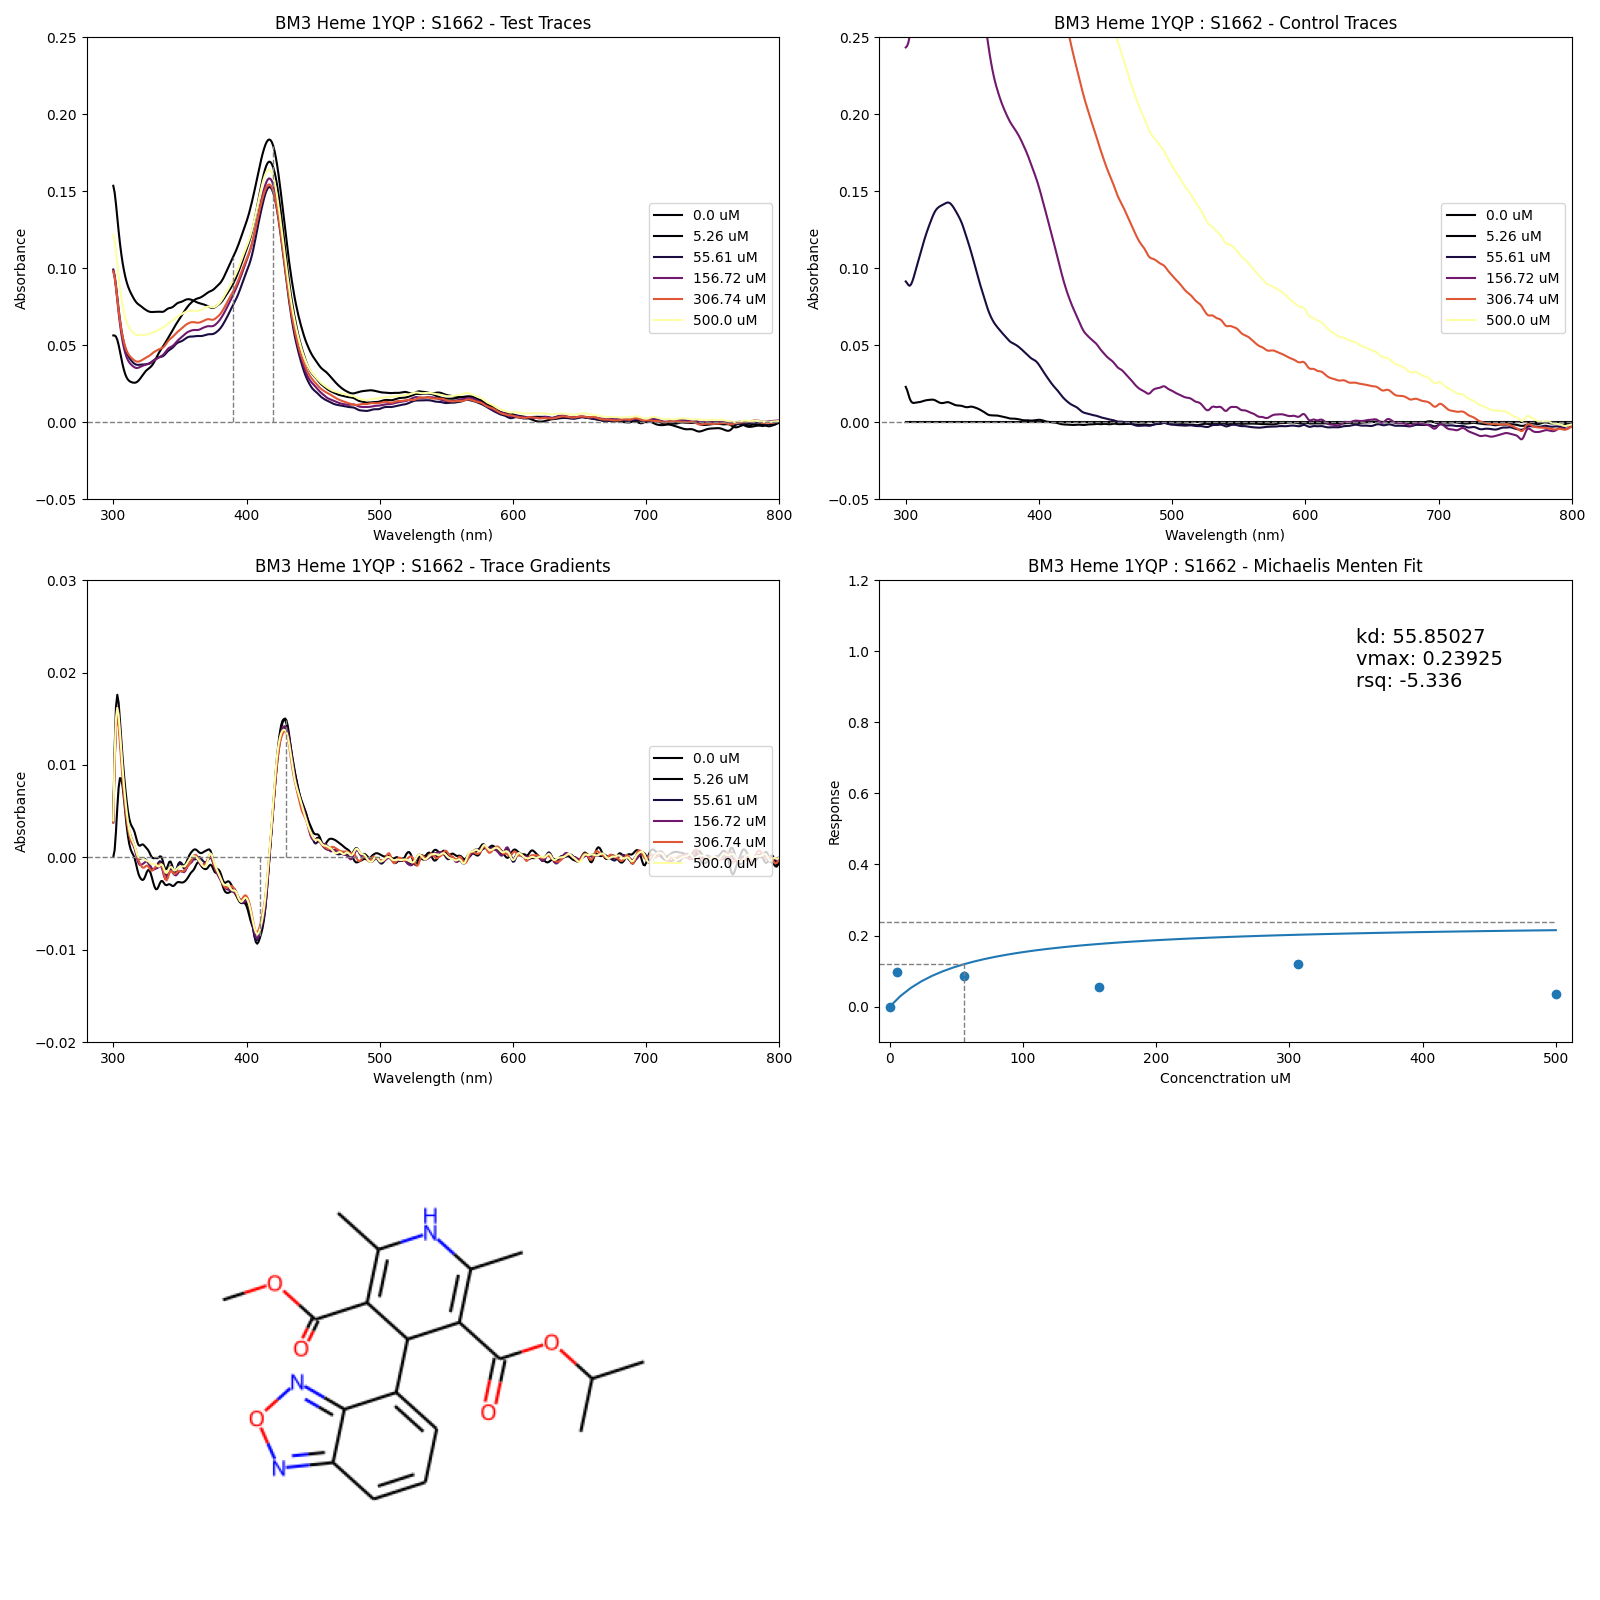 BM3 Heme 1YQP : S1662 - Test Traces
Absorbance
0.25
0.20
0.15
0.10
0.05
0.00
−0.05
300
400
500
600
700
800
Wavelength (nm)
0.0 uM
5.26 uM
55.61 uM
156.72 uM
306.74 uM
500.0 uM
BM3 Heme 1YQP : S1662 - Control Traces
Absorbance
0.25
0.20
0.15
0.10
0.05
0.00
−0.05
300
400
500
600
700
800
Wavelength (nm)
0.0 uM
5.26 uM
55.61 uM
156.72 uM
306.74 uM
500.0 uM
BM3 Heme 1YQP : S1662 - Trace Gradients
Absorbance
0.03
0.02
0.01
0.00
−0.01
−0.02
300
400
500
600
700
800
Wavelength (nm)
0.0 uM
5.26 uM
55.61 uM
156.72 uM
306.74 uM
500.0 uM
BM3 Heme 1YQP : S1662 - Michaelis Menten Fit
Response
1.2
1.0
0.8
0.6
0.4
0.2
0.0
0
100
200
300
400
500
Concenctration uM
kd: 55.85027
vmax: 0.23925
rsq: -5.336
H
N
O
O
O
O
N
O
N